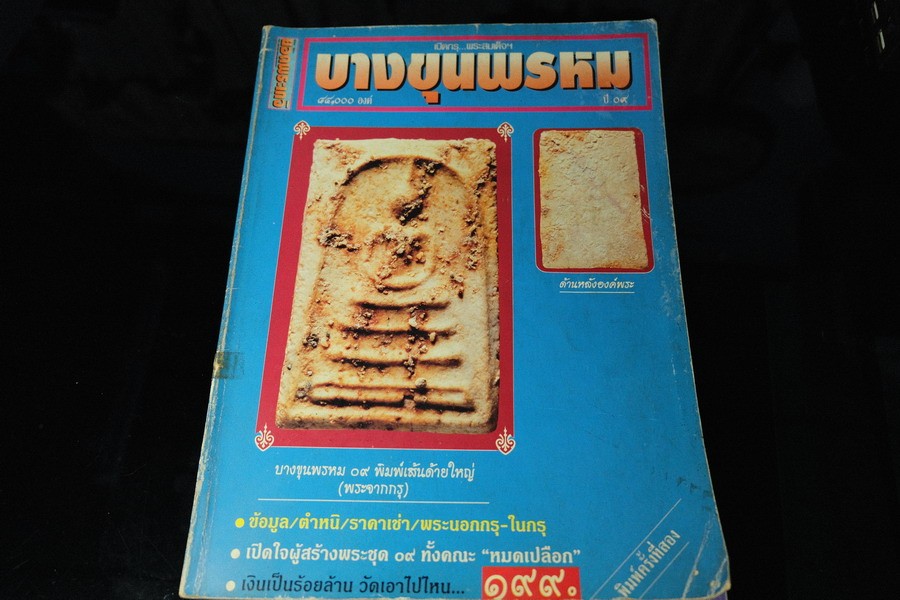 เปิดกรุ...พระสมเด็จฯ
บางขุนพรหม
๘๔,๐๐๐ องค์ ปี ๐๙
ด้านหลังองค์พระ
บางขุนพรหม ๐๙ พิมพ์เส้นด้ายใหญ่
(พระจากกรุ)
• ข้อมูล/ตำหนิ/ราคาเช่า/พระนอกกรุ-ในกรุ
• เปิดใจผู้สร้างพระชุด ๐๙ ทั้งคณะ "หมดเปลือก"
• เงินเป็นร้อยล้าน วัดเอาไปไหน...
๑๙๙.
พิมพ์ครั้งที่สอง